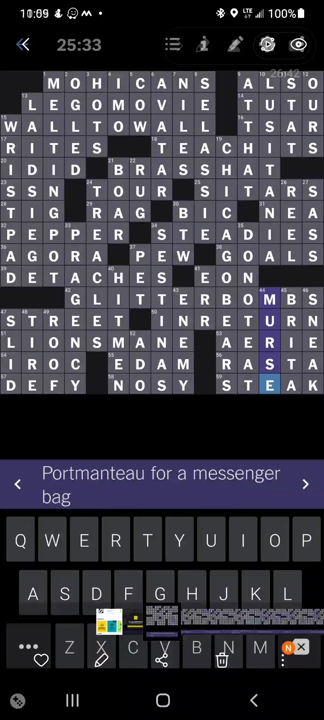 25:33
100%
26:42
MOHICANS ALSO
LEGOMOVIE TUTU
WALLTOWALL TSAR
RITES TEACHITS
IDID BRASSHAT
SSN TOUR SITARS
TIG RAG BIC NEA
PEPPER STEADIES
AGORA PEW GOALS
DETACHES EON
GLITTERBOMBS
STREET INRETURN
LIONSMANE AERIE
IROC EDAM RASTA
DEFY NOSY STEAK
Portmanteau for a messenger
bag
Q W E R T Y U I O P
A S D F G H J K L
Z X C V B N M